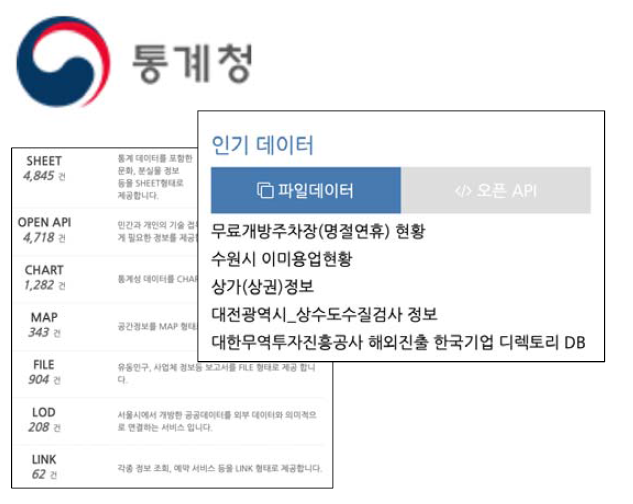 통계청
인기 데이터
파일데이터
</> 오픈 API
무료개방주차장(명절연휴) 현황
수원시 이미용업현황
상가(상권)정보
대전광역시_상수도수질검사 정보
대한무역투자진흥공사 해외진출 한국기업 디렉토리 DB
SHEET
4,845 건
통계 데이터를 포함한
문화, 분실물 정보
등을 SHEET형태로
제공합니다.
OPEN API
4,718 건
민간과 개인의 기술
게 필요한 정보를
CHART
1,282 건
통계성 데이터를
MAP
343 건
공간정보를 MAP
FILE
904 건
유동인구, 사업체 정보등 보고서를 FILE 형태로 제공 합니
다.
LOD
208 건
서울시에서 개방한 공공데이터를 외부 데이터와 의미적으
로 연결하는 서비스 입니다.
LINK
62 건
각종 정보 조회, 예약 서비스 등을 LINK 형태로 제공합니다.